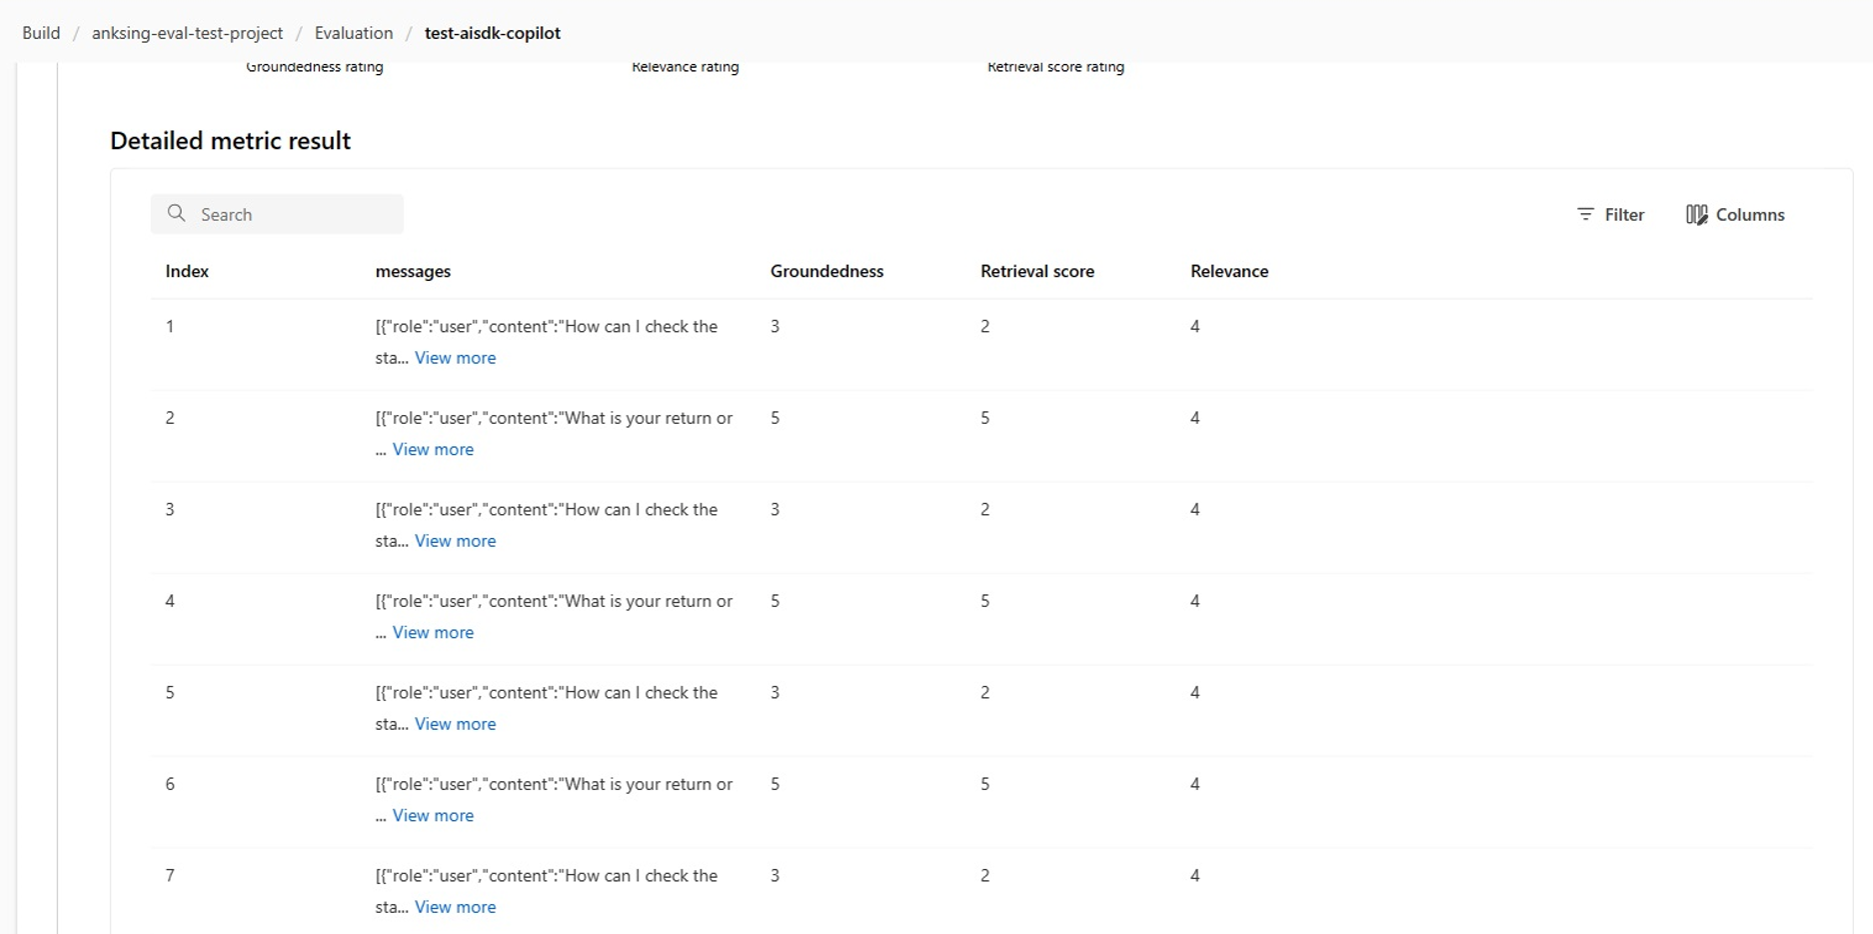 Build / anksing-eval-test-project / Evaluation / test-aisdk-copilot
Groundedness rating Relevance rating Retrieval score rating
Detailed metric result
Search Filter Columns
Index messages Groundedness Retrieval score Relevance
1 [{"role":"user","content":"How can I check the 3 2 4
sta... View more
2 [{"role":"user","content":"What is your return or 5 5 4
... View more
3 [{"role":"user","content":"How can I check the 3 2 4
sta... View more
4 [{"role":"user","content":"What is your return or 5 5 4
... View more
5 [{"role":"user","content":"How can I check the 3 2 4
sta... View more
6 [{"role":"user","content":"What is your return or 5 5 4
... View more
7 [{"role":"user","content":"How can I check the 3 2 4
sta... View more